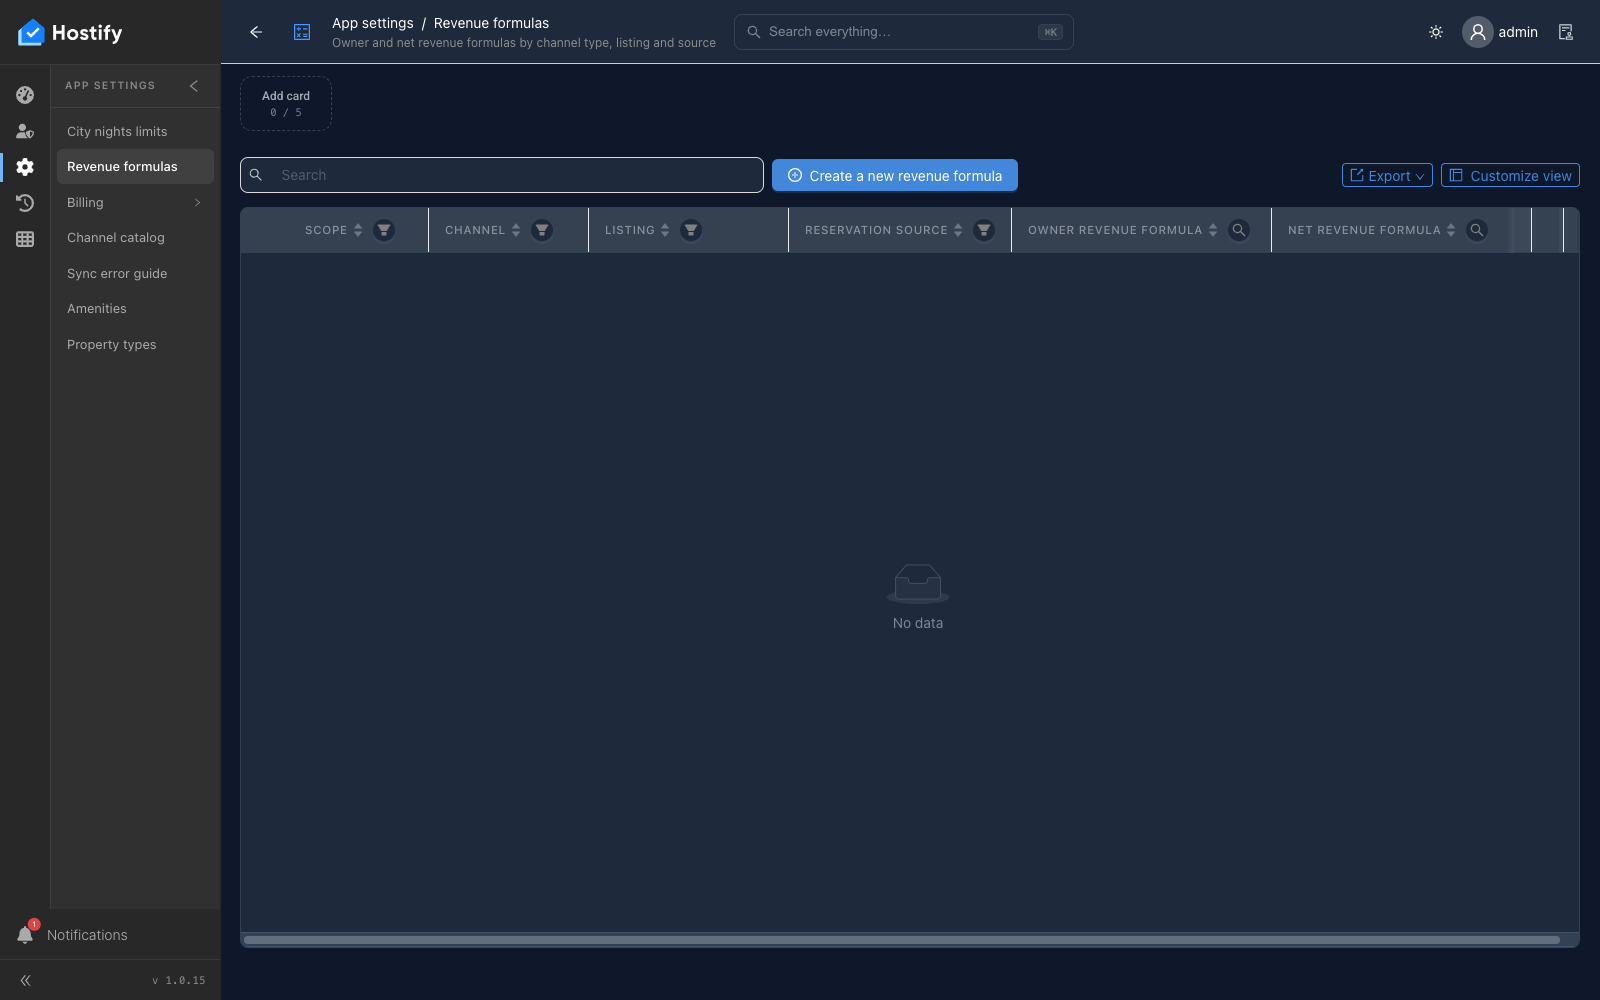 Hostify
App settings / Revenue formulas
Owner and net revenue formulas by channel type, listing and source
Search everything...
⌘K
admin
APP SETTINGS
City nights limits
Revenue formulas
Billing
Channel catalog
Sync error guide
Amenities
Property types
Add card
0 / 5
Search
Create a new revenue formula
Export
Customize view
SCOPE
CHANNEL
LISTING
RESERVATION SOURCE
OWNER REVENUE FORMULA
NET REVENUE FORMULA
No data
1
Notifications
v 1.0.15